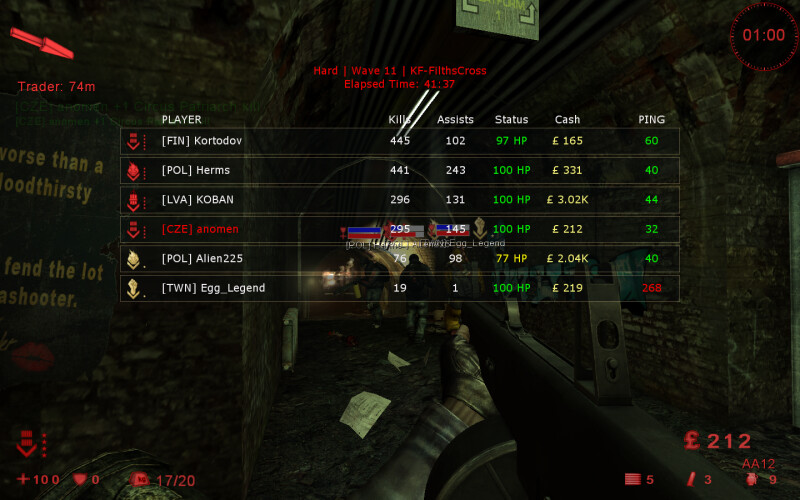 1
01:00
Hard | Wave 11 | KF-FilthsCross
Elapsed Time: 41:37
Trader: 74m
PLAYER Kills Assists Status Cash PING
[FIN] Kortodov 445 102 97 HP £ 165 60
[POL] Herms 441 243 100 HP £ 331 40
[LVA] KOBAN 296 131 100 HP £ 3.02K 44
[CZE] anomen 295 145 100 HP £ 212 32
[POL] Alien225 76 98 77 HP £ 2.04K 40
[TWN] Egg_Legend 19 1 100 HP £ 219 268
worse than a
bloodthirsty
fend the lot
ashooter.
£ 212
AA12
100 0 17/20 5 3 9